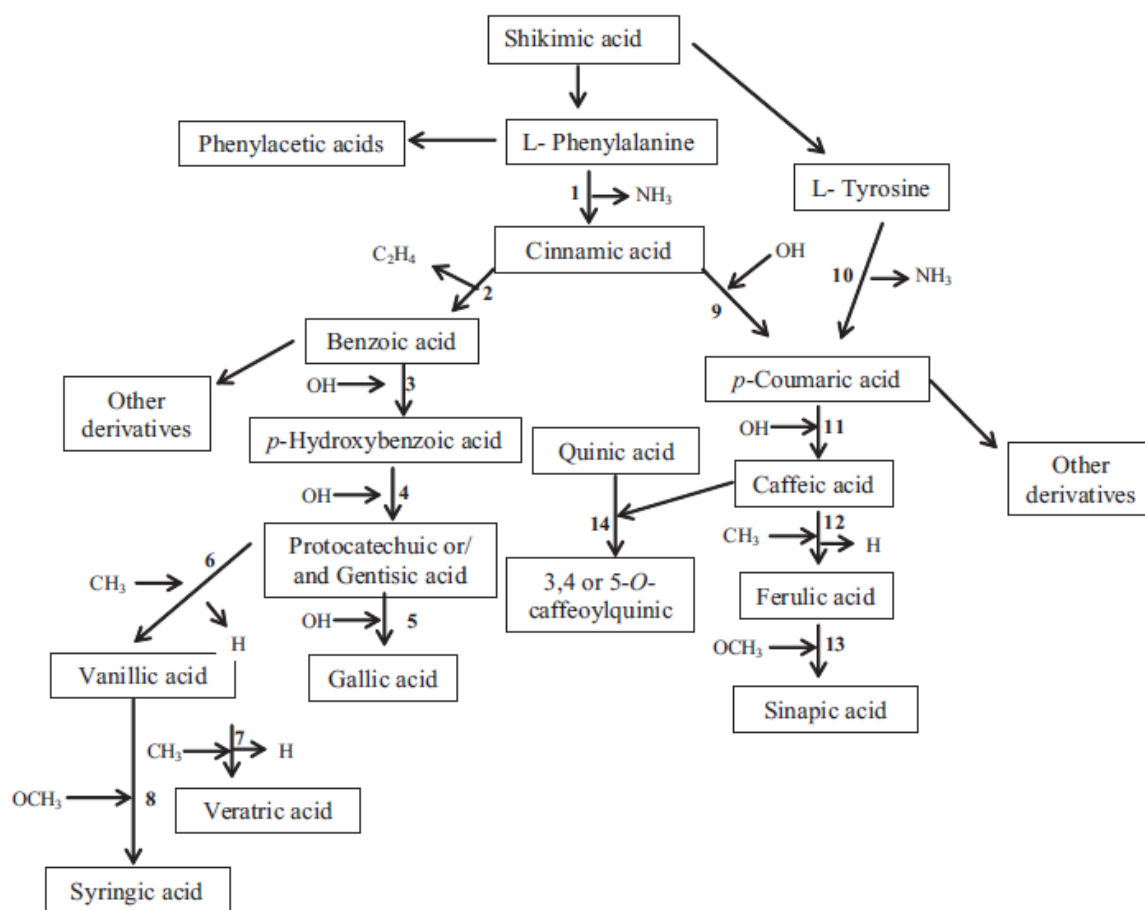 Shikimic acid
Phenylacetic acids
L- Phenylalanine
L- Tyrosine
1
NH₃
Cinnamic acid
OH
C₂H₄
2
9
10
NH₃
Benzoic acid
p-Coumaric acid
OH
3
Other
derivatives
p-Hydroxybenzoic acid
OH
11
Quinic acid
Caffeic acid
Other
derivatives
OH
4
14
12
CH₃
H
Protocatechuic or/
and Gentisic acid
6
CH₃
H
3,4 or 5-O-
caffeoylquinic
Ferulic acid
OH
5
OCH₃
13
Vanillic acid
Gallic acid
Sinapic acid
CH₃
7
H
OCH₃
8
Veratric acid
Syringic acid